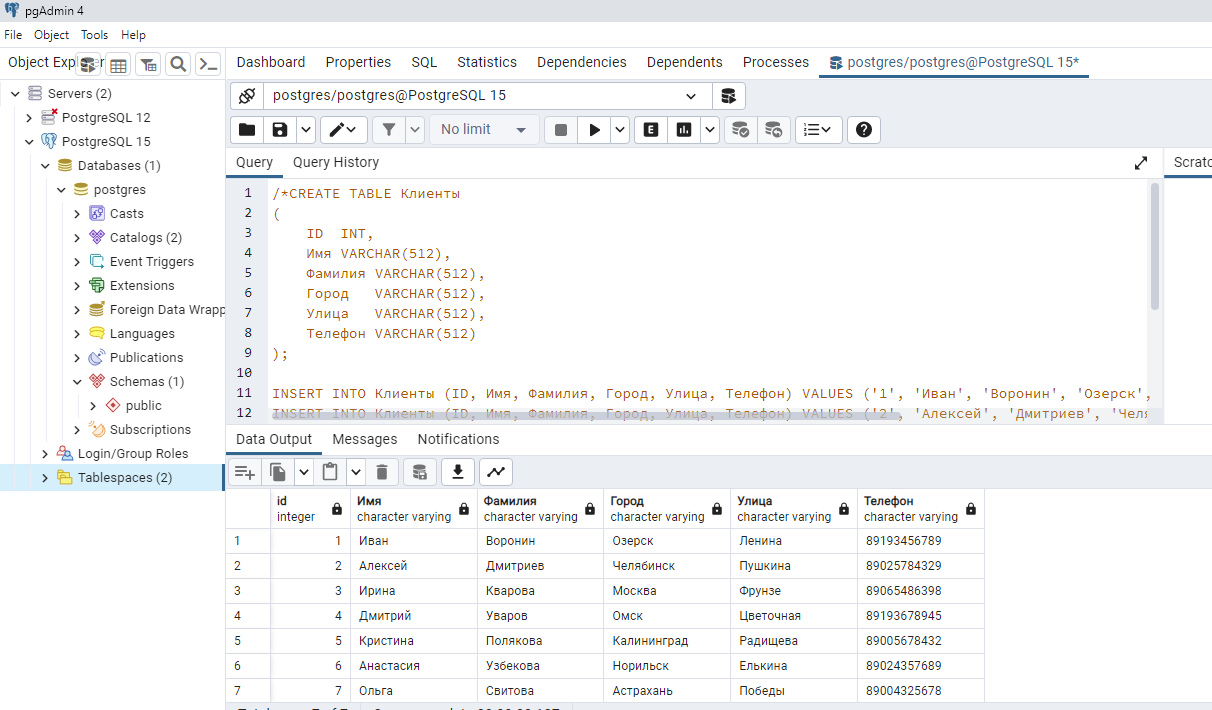 pgAdmin 4
File Object Tools Help
Object Exp er
Dashboard Properties SQL Statistics Dependencies Dependents Processes postgres/postgres@PostgreSQL 15*
Servers (2)
PostgreSQL 12
PostgreSQL 15
Databases (1)
postgres
Casts
Catalogs (2)
Event Triggers
Extensions
Foreign Data Wrapp
Languages
Publications
Schemas (1)
public
Subscriptions
Login/Group Roles
Tablespaces (2)
postgres/postgres@PostgreSQL 15
No limit
E
Query Query History
Scratc
1 /*CREATE TABLE Клиенты
2 (
3 ID INT,
4 Имя VARCHAR(512),
5 Фамилия VARCHAR(512),
6 Город VARCHAR(512),
7 Улица VARCHAR(512),
8 Телефон VARCHAR(512)
9 );
10
11 INSERT INTO Клиенты (ID, Имя, Фамилия, Город, Улица, Телефон) VALUES ('1', 'Иван', 'Воронин', 'Озерск',
12 INSERT INTO Клиенты (ID, Имя, Фамилия, Город, Улица, Телефон) VALUES ('2', 'Алексей', 'Дмитриев', 'Челя
Data Output Messages Notifications
id Имя Фамилия Город Улица Телефон
integer character varying character varying character varying character varying character varying
1 1 Иван Воронин Озерск Ленина 89193456789
2 2 Алексей Дмитриев Челябинск Пушкина 89025784329
3 3 Ирина Кварова Москва Фрунзе 89065486398
4 4 Дмитрий Уваров Омск Цветочная 89193678945
5 5 Кристина Полякова Калининград Радищева 89005678432
6 6 Анастасия Узбекова Норильск Елькина 89024357689
7 7 Ольга Свитова Астрахань Победы 89004325678